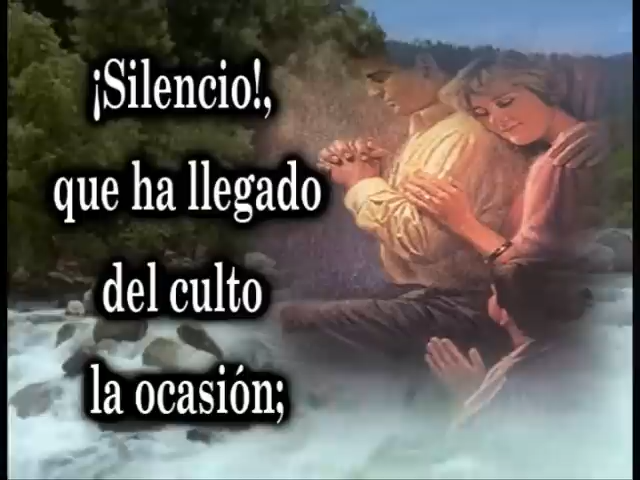 ¡Silencio!,
que ha llegado
del culto
la ocasión;